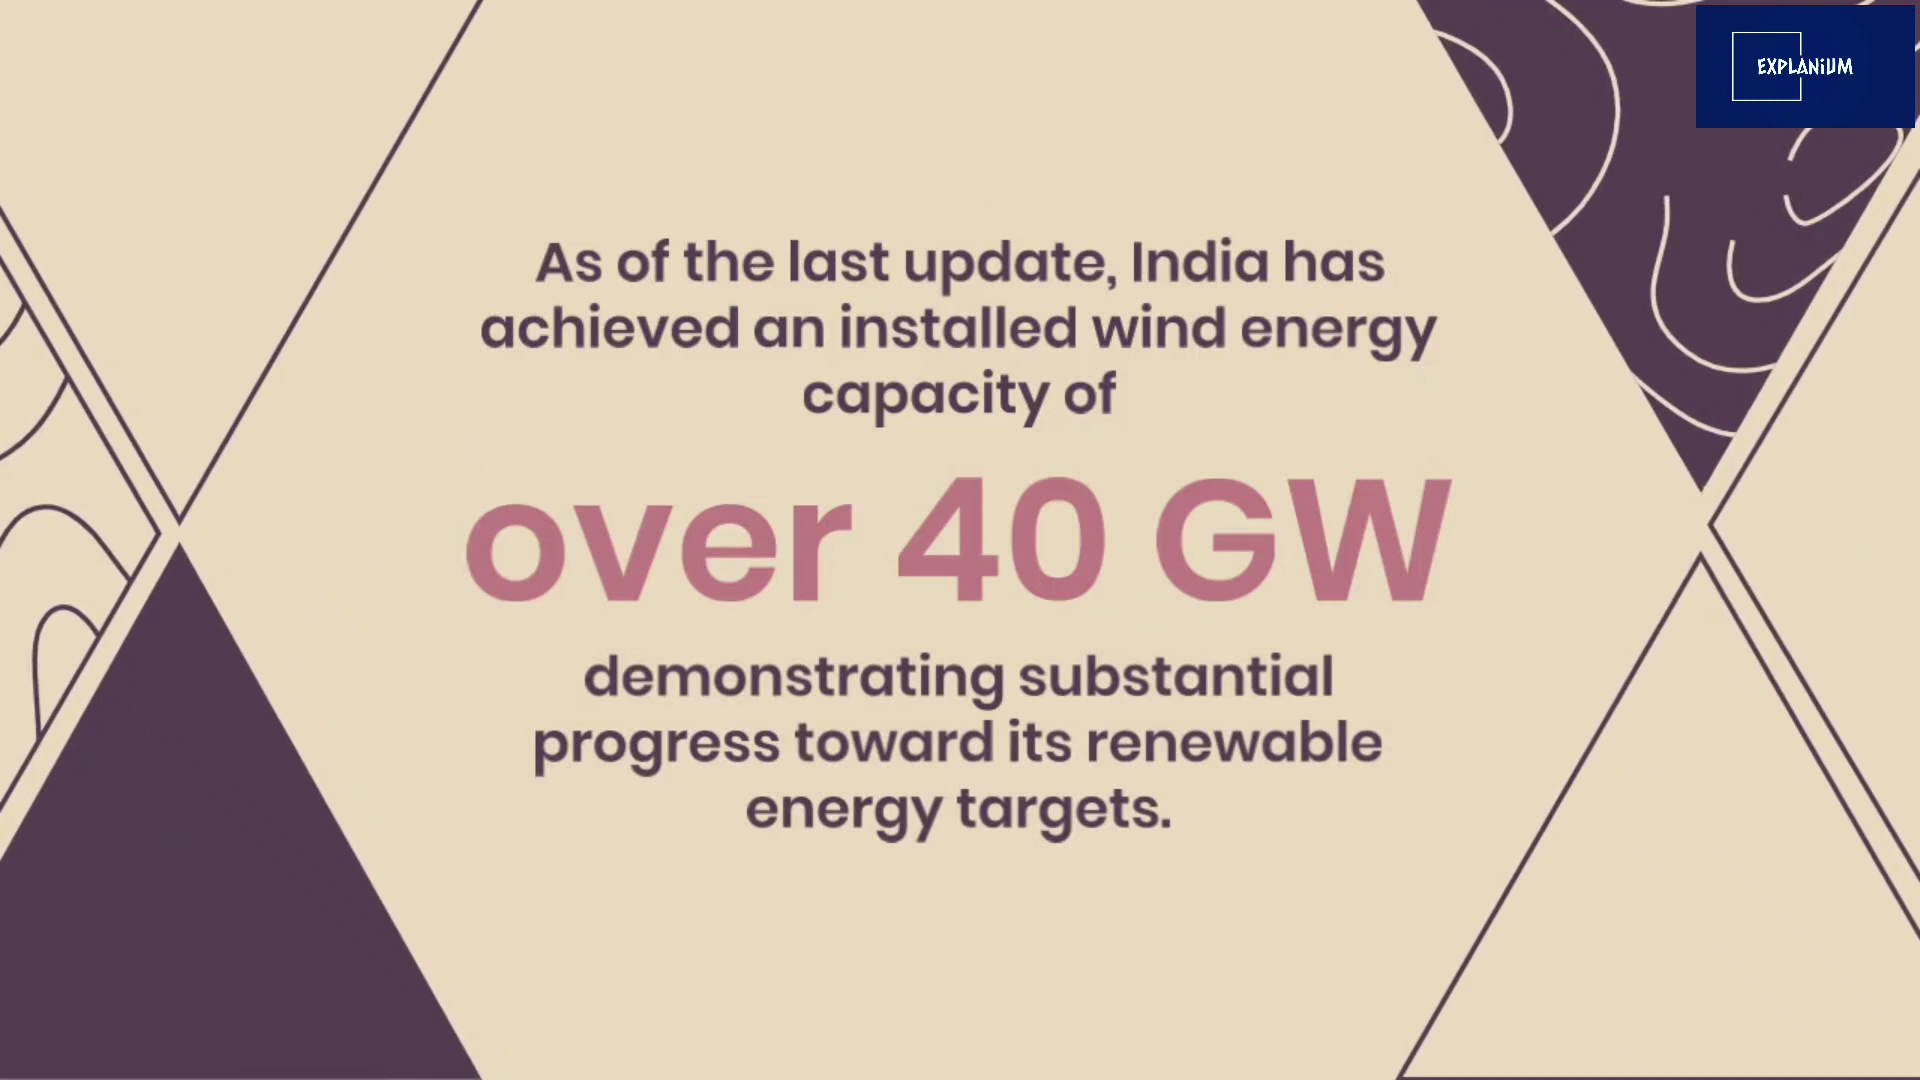 EXPLANiUM
As of the last update, India has
achieved an installed wind energy
capacity of
over 40 GW
demonstrating substantial
progress toward its renewable
energy targets.